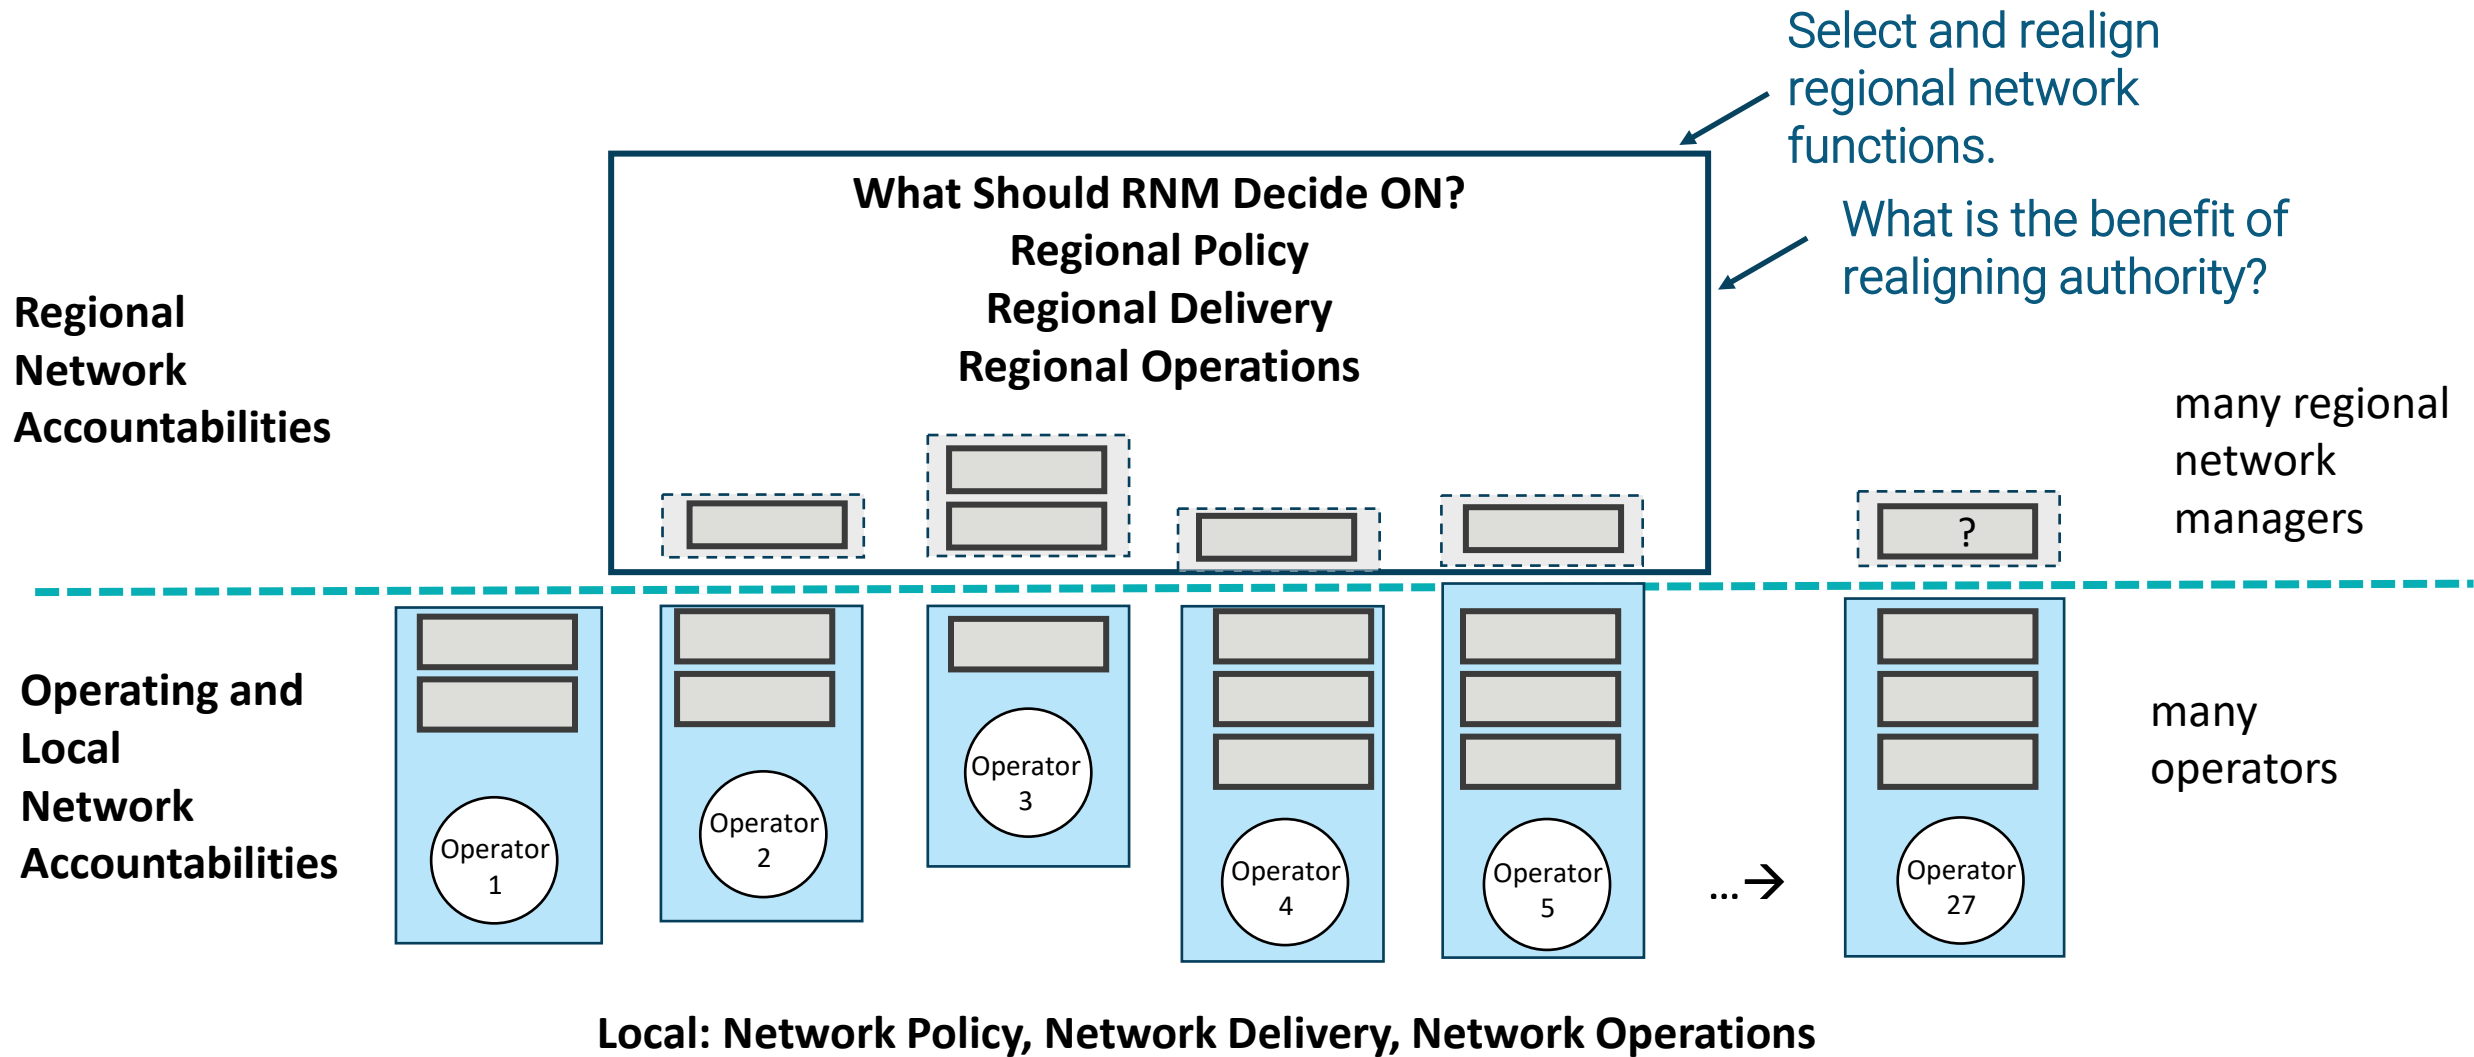 Select and realign
regional network
functions.
What Should RNM Decide ON?
Regional Policy
Regional Delivery
Regional Operations
What is the benefit of
realigning authority?
Regional
Network
Accountabilities
many regional
network
managers
?
Operating and
Local
Network
Accountabilities
Operator
1
Operator
2
Operator
3
Operator
4
Operator
5
...→
Operator
27
many
operators
Local: Network Policy, Network Delivery, Network Operations